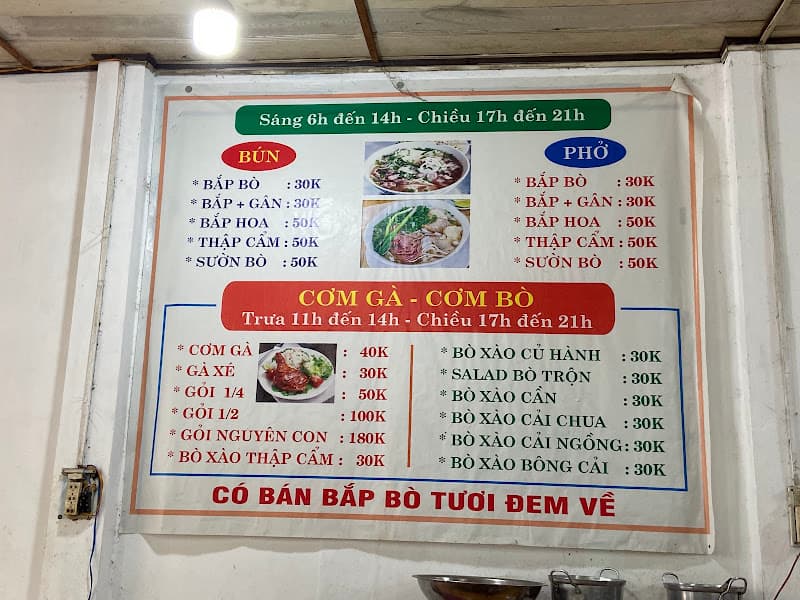 Sáng 6h đến 14h - Chiều 17h đến 21h
BÚN
* BẮP BÒ : 30K
* BẮP + GÂN : 30K
* BẮP HOA : 50K
* THẬP CẨM : 50K
* SƯỜN BÒ : 50K
PHỞ
* BẮP BÒ : 30K
* BẮP + GÂN : 30K
* BẮP HOA : 50K
* THẬP CẨM : 50K
* SƯỜN BÒ : 50K
CƠM GÀ - CƠM BÒ
Trưa 11h đến 14h - Chiều 17h đến 21h
* CƠM GÀ : 40K
* GÀ XÉ : 30K
* GỎI 1/4 : 50K
* GỎI 1/2 : 100K
* GỎI NGUYÊN CON : 180K
* BÒ XÀO THẬP CẨM : 30K
* BÒ XÀO CỦ HÀNH : 30K
* SALAD BÒ TRỘN : 30K
* BÒ XÀO CẦN : 30K
* BÒ XÀO CẢI CHUA : 30K
* BÒ XÀO CẢI NGỒNG : 30K
* BÒ XÀO BÔNG CẢI : 30K
CÓ BÁN BẮP BÒ TƯƠI ĐEM VỀ